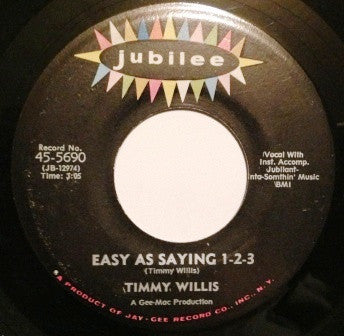 jubilee
Record No.
45-5690
(JB-12974)
Time: 3:05
(Vocal With
Inst. Accomp.
Jubilant-
nto-Somthin' Music
BMI
EASY AS SAYING 1-2-3
(Timmy Willis)
TIMMY WILLIS
A Gee-Mac Production
A PRODUCT OF JAY-GEE RECORD CO., INC., N.Y.